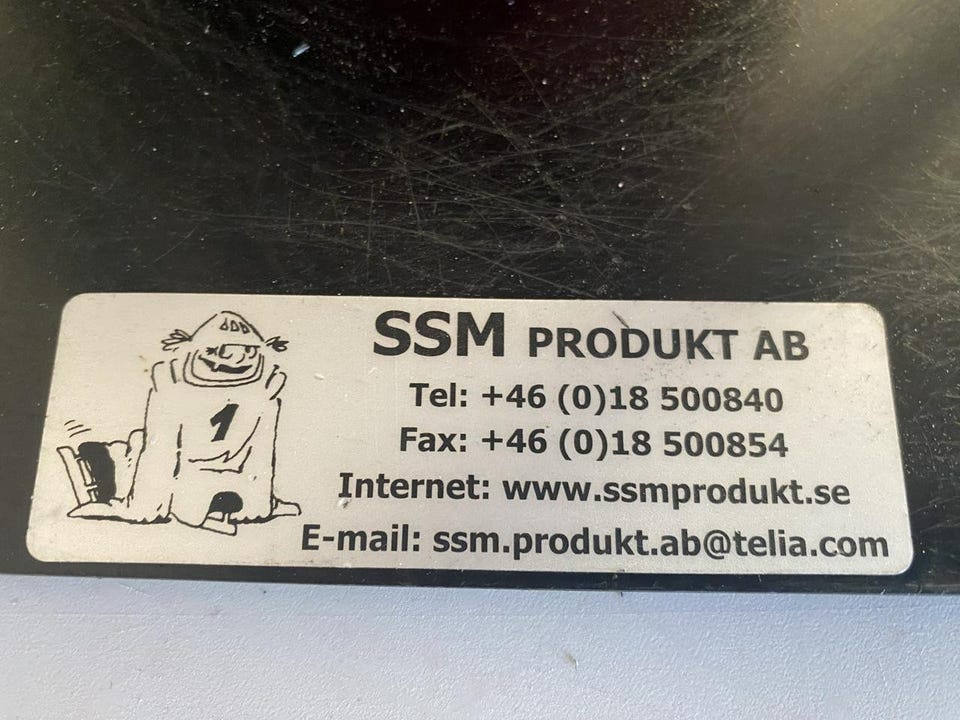 SSM PRODUKT AB
Tel: +46 (0)18 500840
Fax: +46 (0)18 500854
Internet: www.ssmprodukt.se
E-mail: ssm.produkt.ab@telia.com
1